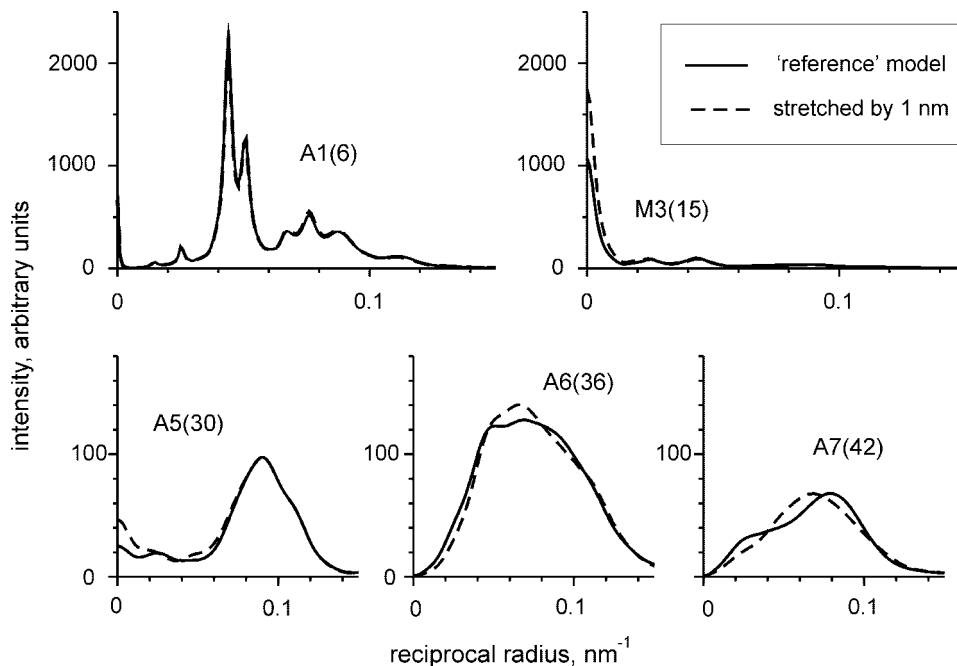 2000
1000
0
0
0.1
A1(6)
2000
1000
0
0
0.1
M3(15)
'reference' model
stretched by 1 nm
intensity, arbitrary units
100
0
0
0.1
A5(30)
100
0
0
0.1
A6(36)
100
0
0
0.1
A7(42)
reciprocal radius, nm-1